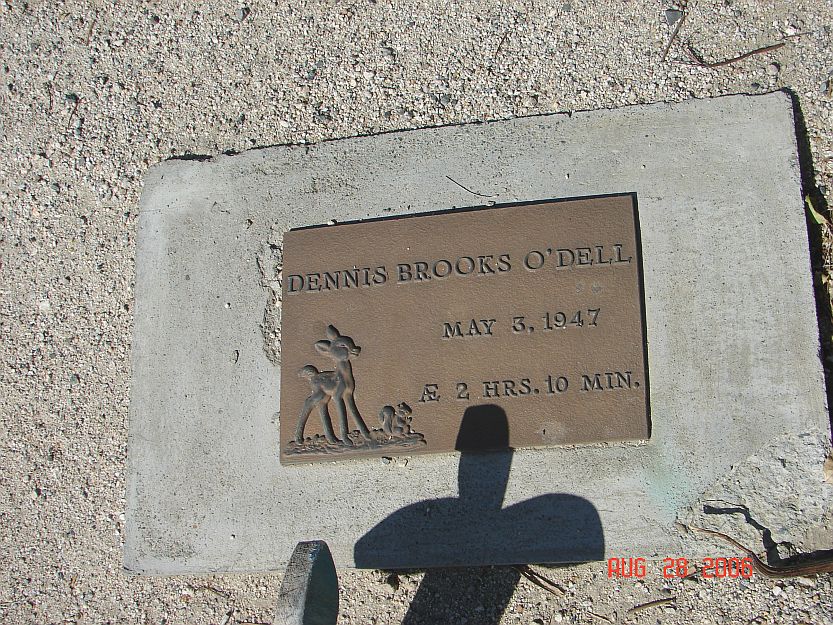 DENNIS BROOKS O'DELL
MAY 3, 1947
Æ 2 HRS. 10 MIN.
AUG 28 2006